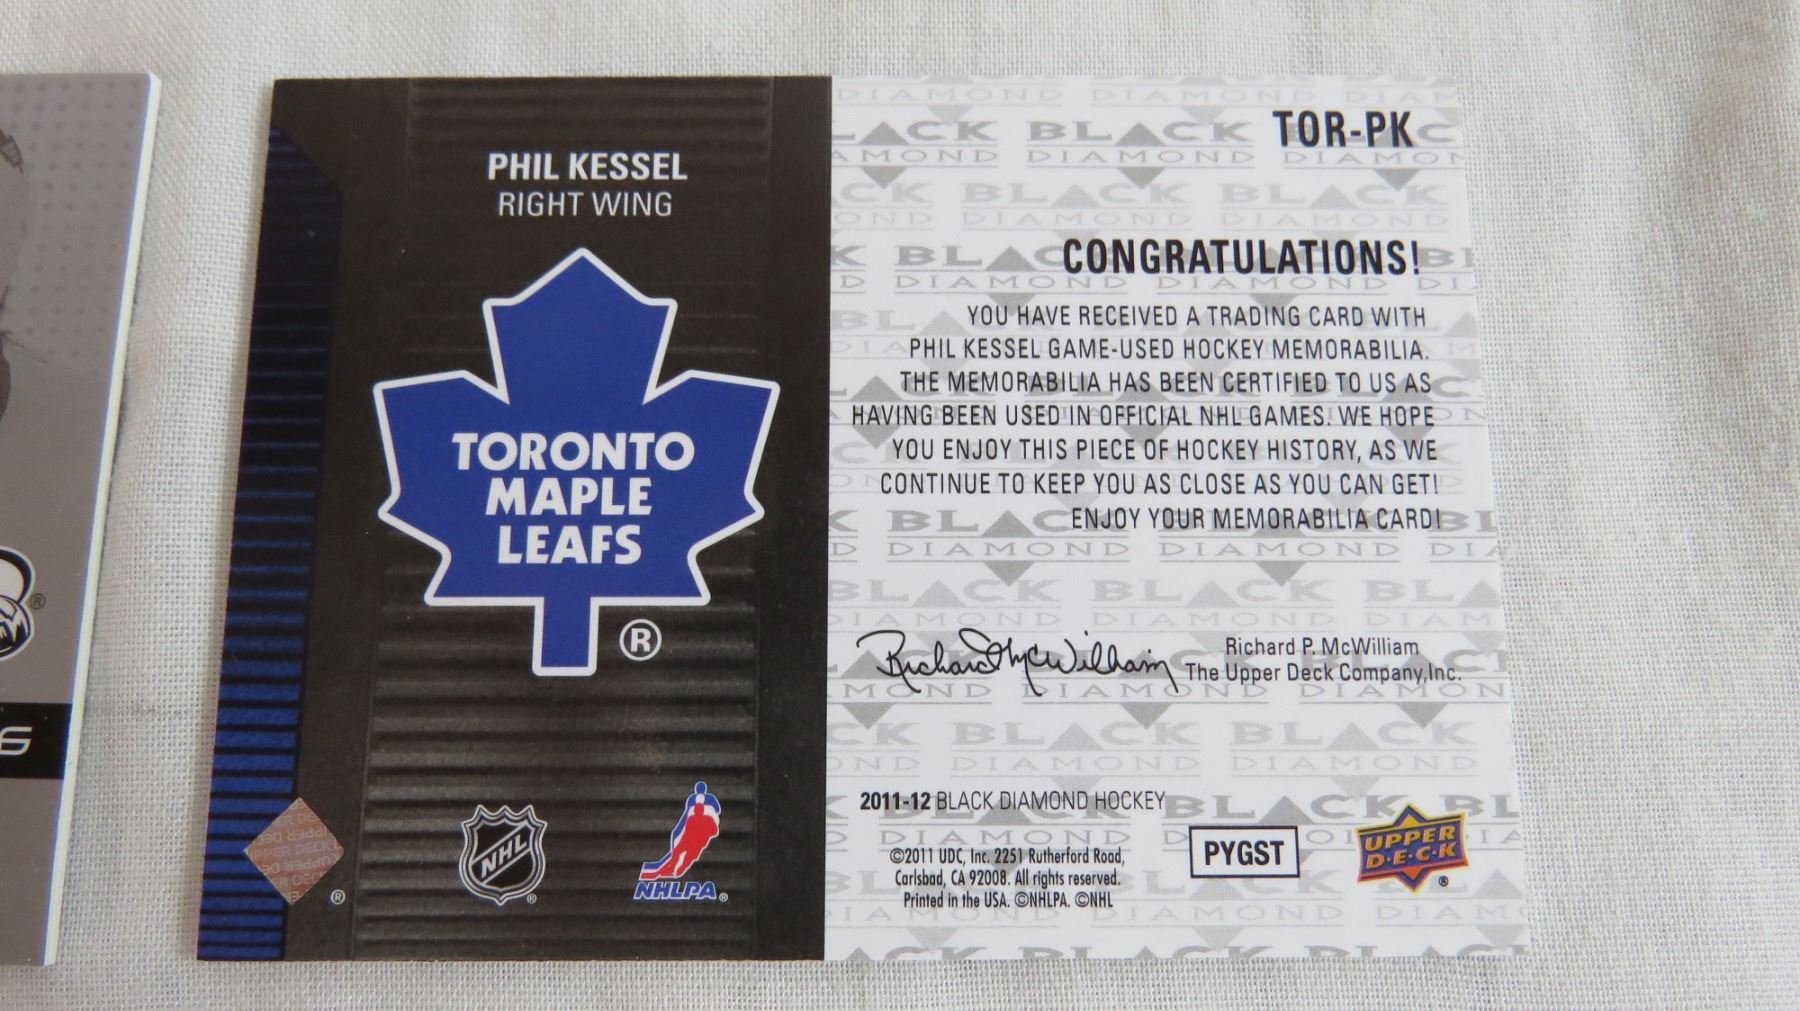 PHIL KESSEL
RIGHT WING
TORONTO
MAPLE
LEAFS
®
NHL
®
NHLPA
®
®
TOR-PK
CONGRATULATIONS!
YOU HAVE RECEIVED A TRADING CARD WITH
PHIL KESSEL GAME-USED HOCKEY MEMORABILIA.
THE MEMORABILIA HAS BEEN CERTIFIED TO US AS
HAVING BEEN USED IN OFFICIAL NHL GAMES. WE HOPE
YOU ENJOY THIS PIECE OF HOCKEY HISTORY, AS WE
CONTINUE TO KEEP YOU AS CLOSE AS YOU CAN GET!
ENJOY YOUR MEMORABILIA CARD!
BLACK
DIAMOND
Richard McWilliam
Richard P. McWilliam
The Upper Deck Company,Inc.
2011-12 BLACK DIAMOND HOCKEY
©2011 UDC, Inc. 2251 Rutherford Road,
Carlsbad, CA 92008. All rights reserved.
Printed in the USA. ©NHLPA. ©NHL
PYGST
UPPER
D·E·C·K
®